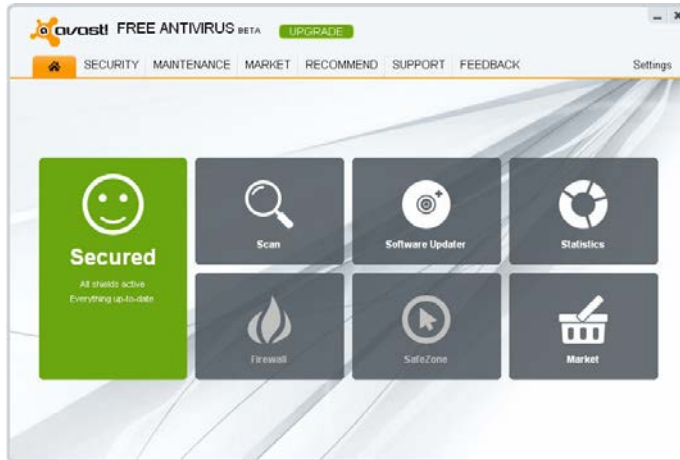 avast! FREE ANTIVIRUS BETA UPGRADE
SECURITY MAINTENANCE MARKET RECOMMEND SUPPORT FEEDBACK Settings
Secured
All shields active
Everything up-to-date
Scan
Software Updater
Statistics
Firewall
SafeZone
Market